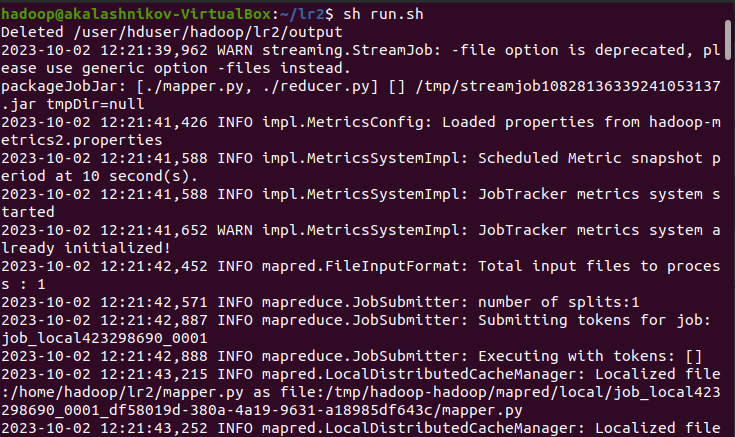 hadoop@akalashnikov-VirtualBox:~/lr2$ sh run.sh
Deleted /user/hduser/hadoop/lr2/output
2023-10-02 12:21:39,962 WARN streaming.StreamJob: -file option is deprecated, pl
ease use generic option -files instead.
packageJobJar: [./mapper.py, ./reducer.py] [] /tmp/streamjob10828136339241053137
.jar tmpDir=null
2023-10-02 12:21:41,426 INFO impl.MetricsConfig: Loaded properties from hadoop-m
etrics2.properties
2023-10-02 12:21:41,588 INFO impl.MetricsSystemImpl: Scheduled Metric snapshot p
eriod at 10 second(s).
2023-10-02 12:21:41,588 INFO impl.MetricsSystemImpl: JobTracker metrics system s
tarted
2023-10-02 12:21:41,652 WARN impl.MetricsSystemImpl: JobTracker metrics system a
lready initialized!
2023-10-02 12:21:42,452 INFO mapred.FileInputFormat: Total input files to proces
s : 1
2023-10-02 12:21:42,571 INFO mapreduce.JobSubmitter: number of splits:1
2023-10-02 12:21:42,887 INFO mapreduce.JobSubmitter: Submitting tokens for job:
job_local423298690_0001
2023-10-02 12:21:42,888 INFO mapreduce.JobSubmitter: Executing with tokens: []
2023-10-02 12:21:43,215 INFO mapred.LocalDistributedCacheManager: Localized file
:/home/hadoop/lr2/mapper.py as file:/tmp/hadoop-hadoop/mapred/local/job_local423
298690_0001_df58019d-380a-4a19-9631-a18985df643c/mapper.py
2023-10-02 12:21:43,252 INFO mapred.LocalDistributedCacheManager: Localized file